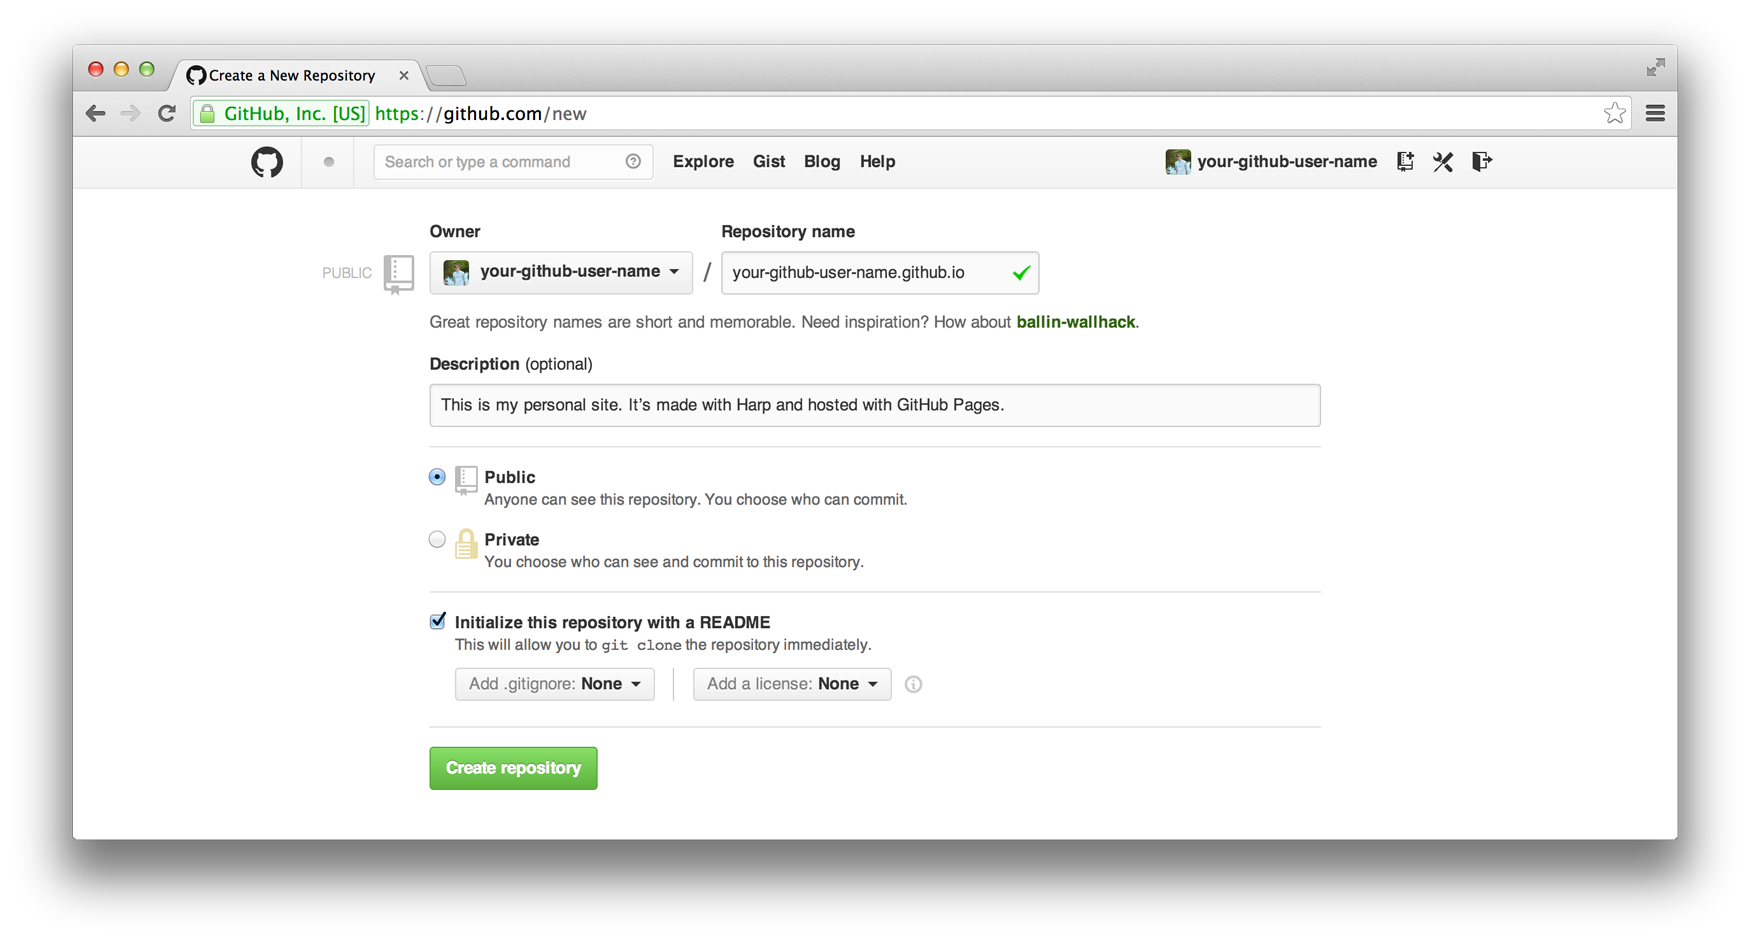 Create a New Repository
GitHub, Inc. [US] https://github.com/new
Search or type a command Explore Gist Blog Help your-github-user-name
Owner Repository name
PUBLIC your-github-user-name / your-github-user-name.github.io
Great repository names are short and memorable. Need inspiration? How about ballin-wallhack.
Description (optional)
This is my personal site. It's made with Harp and hosted with GitHub Pages.
Public
Anyone can see this repository. You choose who can commit.
Private
You choose who can see and commit to this repository.
Initialize this repository with a README
This will allow you to git clone the repository immediately.
Add .gitignore: None Add a license: None
Create repository